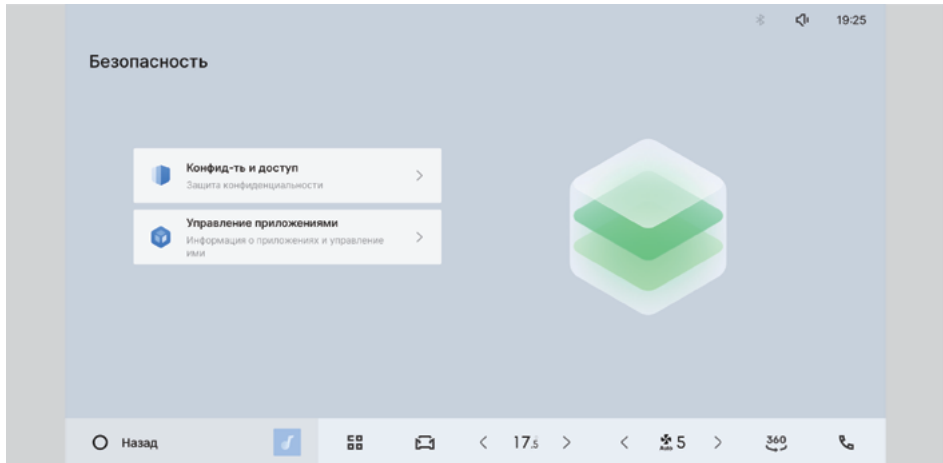 19:25
Безопасность
Конфид-ть и доступ
Защита конфиденциальности
Управление приложениями
Информация о приложениях и управление
ими
Назад
17.5
Auto
5
360